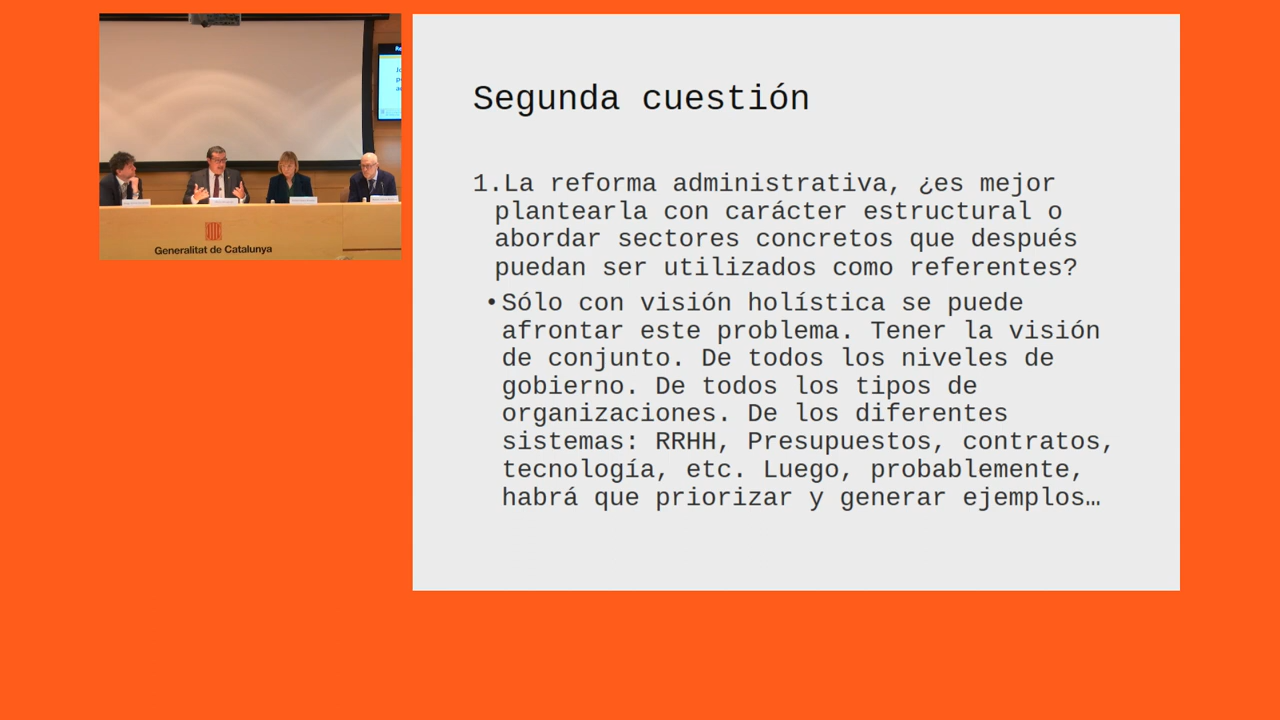 Generalitat de Catalunya
Segunda cuestión
1.La reforma administrativa, ¿es mejor
plantearla con carácter estructural o
abordar sectores concretos que después
puedan ser utilizados como referentes?
•Sólo con visión holística se puede
afrontar este problema. Tener la visión
de conjunto. De todos los niveles de
gobierno. De todos los tipos de
organizaciones. De los diferentes
sistemas: RRHH, Presupuestos, contratos,
tecnología, etc. Luego, probablemente,
habrá que priorizar y generar ejemplos…